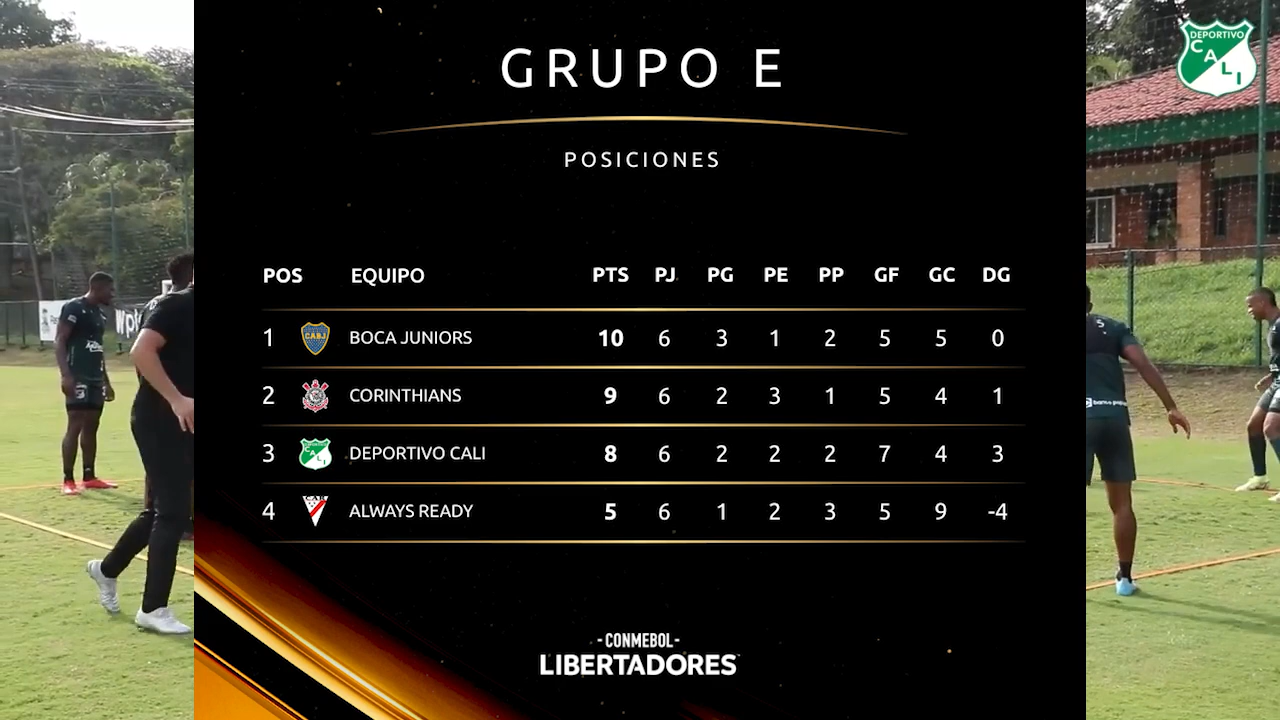 GRUPO E
POSICIONES
POS EQUIPO PTS PJ PG PE PP GF GC DG
1 BOCA JUNIORS 10 6 3 1 2 5 5 0
2 CORINTHIANS 9 6 2 3 1 5 4 1
3 DEPORTIVO CALI 8 6 2 2 2 7 4 3
4 ALWAYS READY 5 6 1 2 3 5 9 -4
-CONMEBOL-
LIBERTADORES
DEPORTIVO
CALI
CABJ